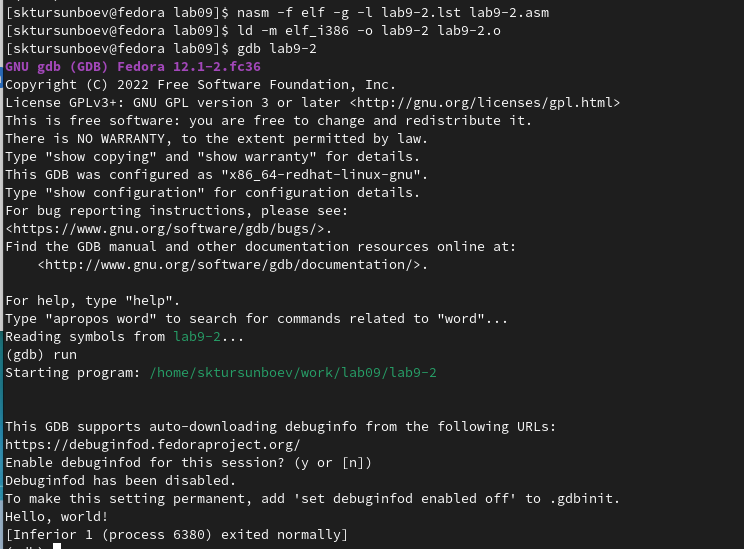 [sktursunboev@fedora lab09]$ nasm -f elf -g -l lab9-2.lst lab9-2.asm
[sktursunboev@fedora lab09]$ ld -m elf_i386 -o lab9-2 lab9-2.o
[sktursunboev@fedora lab09]$ gdb lab9-2
GNU gdb (GDB) Fedora 12.1-2.fc36
Copyright (C) 2022 Free Software Foundation, Inc.
License GPLv3+: GNU GPL version 3 or later <http://gnu.org/licenses/gpl.html>
This is free software: you are free to change and redistribute it.
There is NO WARRANTY, to the extent permitted by law.
Type "show copying" and "show warranty" for details.
This GDB was configured as "x86_64-redhat-linux-gnu".
Type "show configuration" for configuration details.
For bug reporting instructions, please see:
<https://www.gnu.org/software/gdb/bugs/>.
Find the GDB manual and other documentation resources online at:
    <http://www.gnu.org/software/gdb/documentation/>.
For help, type "help".
Type "apropos word" to search for commands related to "word"...
Reading symbols from lab9-2...
(gdb) run
Starting program: /home/sktursunboev/work/lab09/lab9-2
This GDB supports auto-downloading debuginfo from the following URLs:
https://debuginfod.fedoraproject.org/
Enable debuginfod for this session? (y or [n])
Debuginfod has been disabled.
To make this setting permanent, add 'set debuginfod enabled off' to .gdbinit.
Hello, world!
[Inferior 1 (process 6380) exited normally]
(gdb)